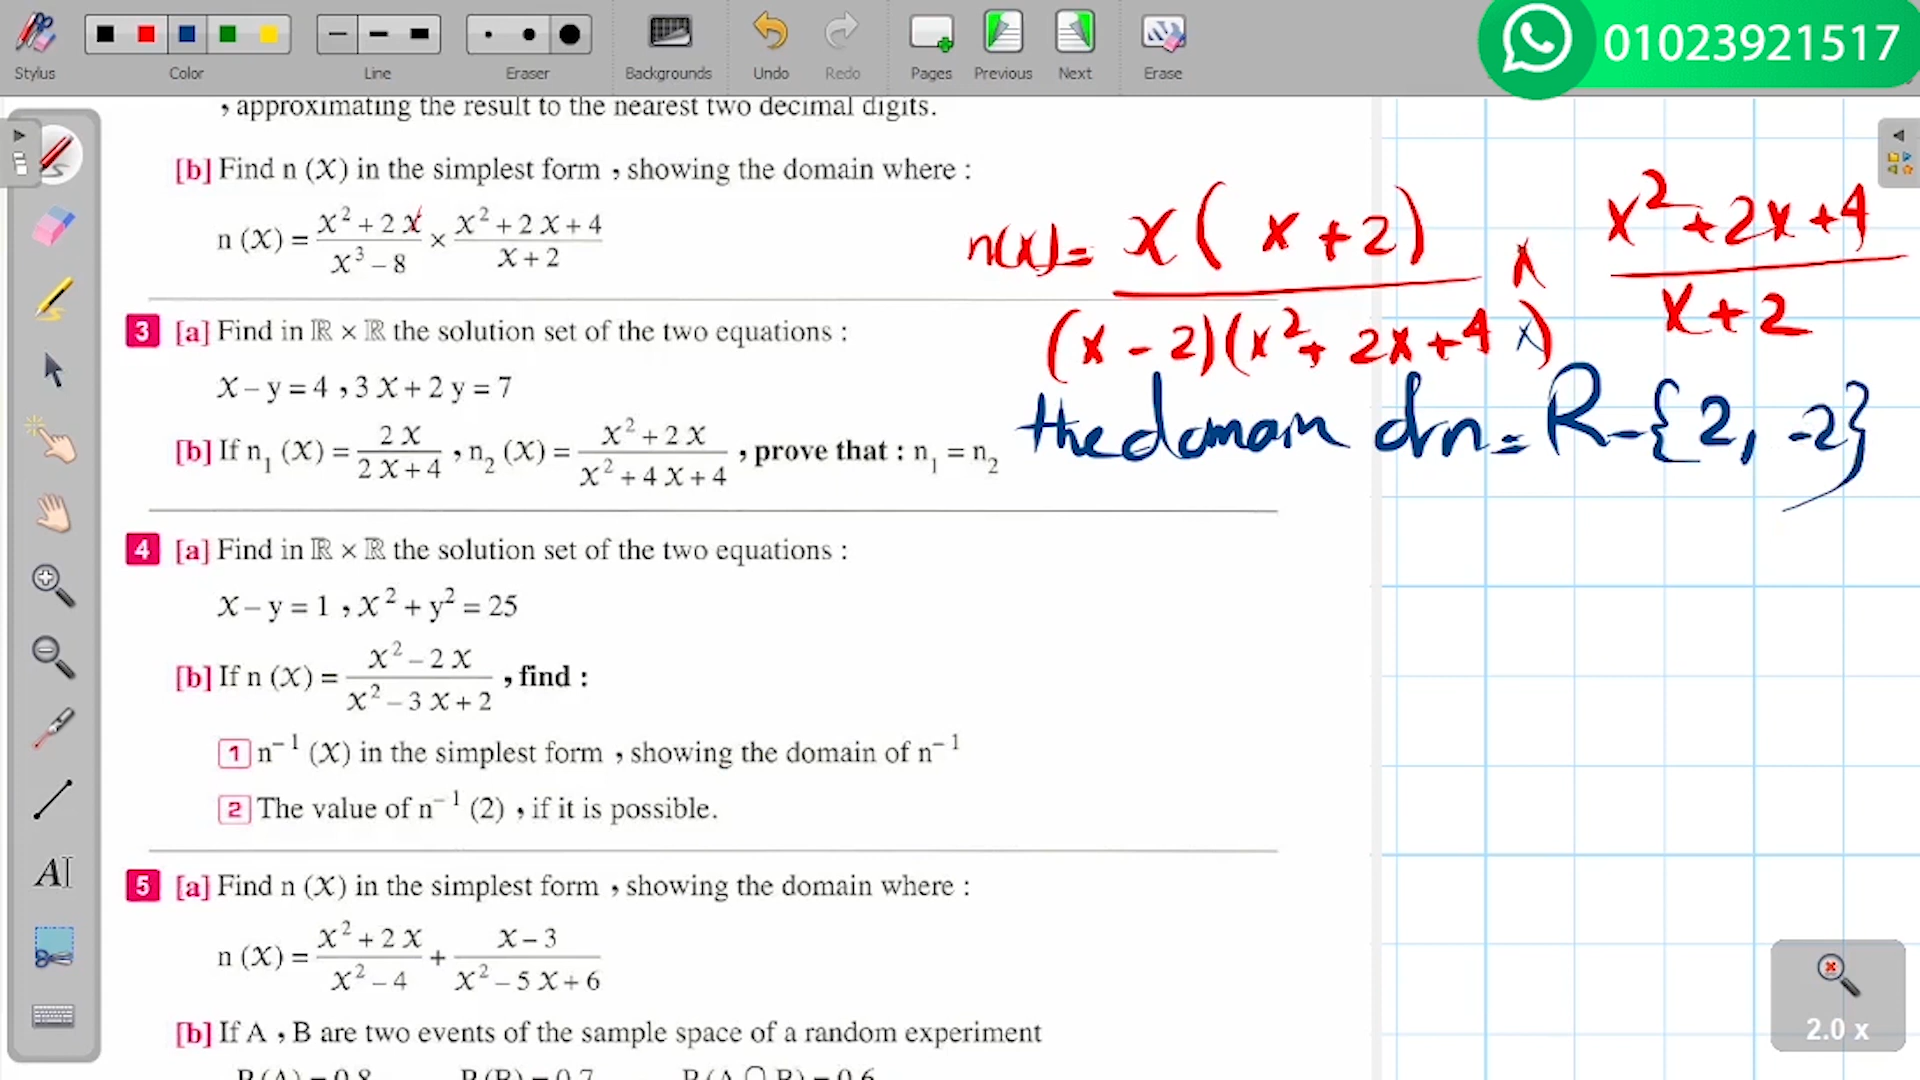 Stylus Color Line Eraser Backgrounds Undo Redo Pages Previous Next Erase
01023921517
, approximating the result to the nearest two decimal digits.
[b] Find n (X) in the simplest form , showing the domain where :
n (X) = (X² + 2 X)/(X³ – 8) × (X² + 2 X + 4)/(X + 2)
n(x) = x(x+2)/((x-2)(x²+2x+4)) × (x²+2x+4)/(x+2)
the domain of n = R-{2, -2}
3 [a] Find in ℝ × ℝ the solution set of the two equations :
X – y = 4 , 3 X + 2 y = 7
[b] If n₁ (X) = 2 X/(2 X + 4) , n₂ (X) = (X² + 2 X)/(X² + 4 X + 4) , prove that : n₁ = n₂
4 [a] Find in ℝ × ℝ the solution set of the two equations :
X – y = 1 , X² + y² = 25
[b] If n (X) = (X² – 2 X)/(X² – 3 X + 2) , find :
1 n⁻¹ (X) in the simplest form , showing the domain of n⁻¹
2 The value of n⁻¹ (2) , if it is possible.
5 [a] Find n (X) in the simplest form , showing the domain where :
n (X) = (X² + 2 X)/(X² – 4) + (X – 3)/(X² – 5 X + 6)
[b] If A , B are two events of the sample space of a random experiment
P (A) = 0.8 P (B) = 0.7 P (A ∩ B) = 0.6
AI
2.0 x